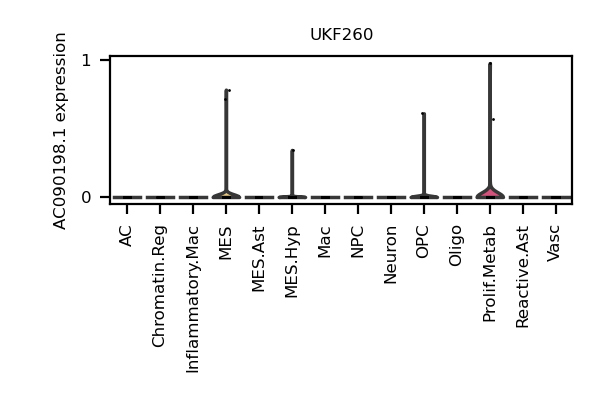 UKF260
AC090198.1 expression
1
0
AC
Chromatin.Reg
Inflammatory.Mac
MES
MES.Ast
MES.Hyp
Mac
NPC
Neuron
OPC
Oligo
Prolif.Metab
Reactive.Ast
Vasc